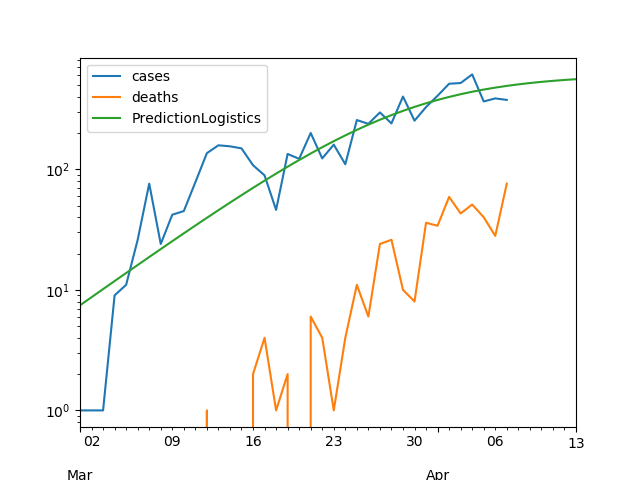 cases
deaths
PredictionLogistics
10²
10¹
10⁰
02 09 16 23 30 06 13
Mar Apr